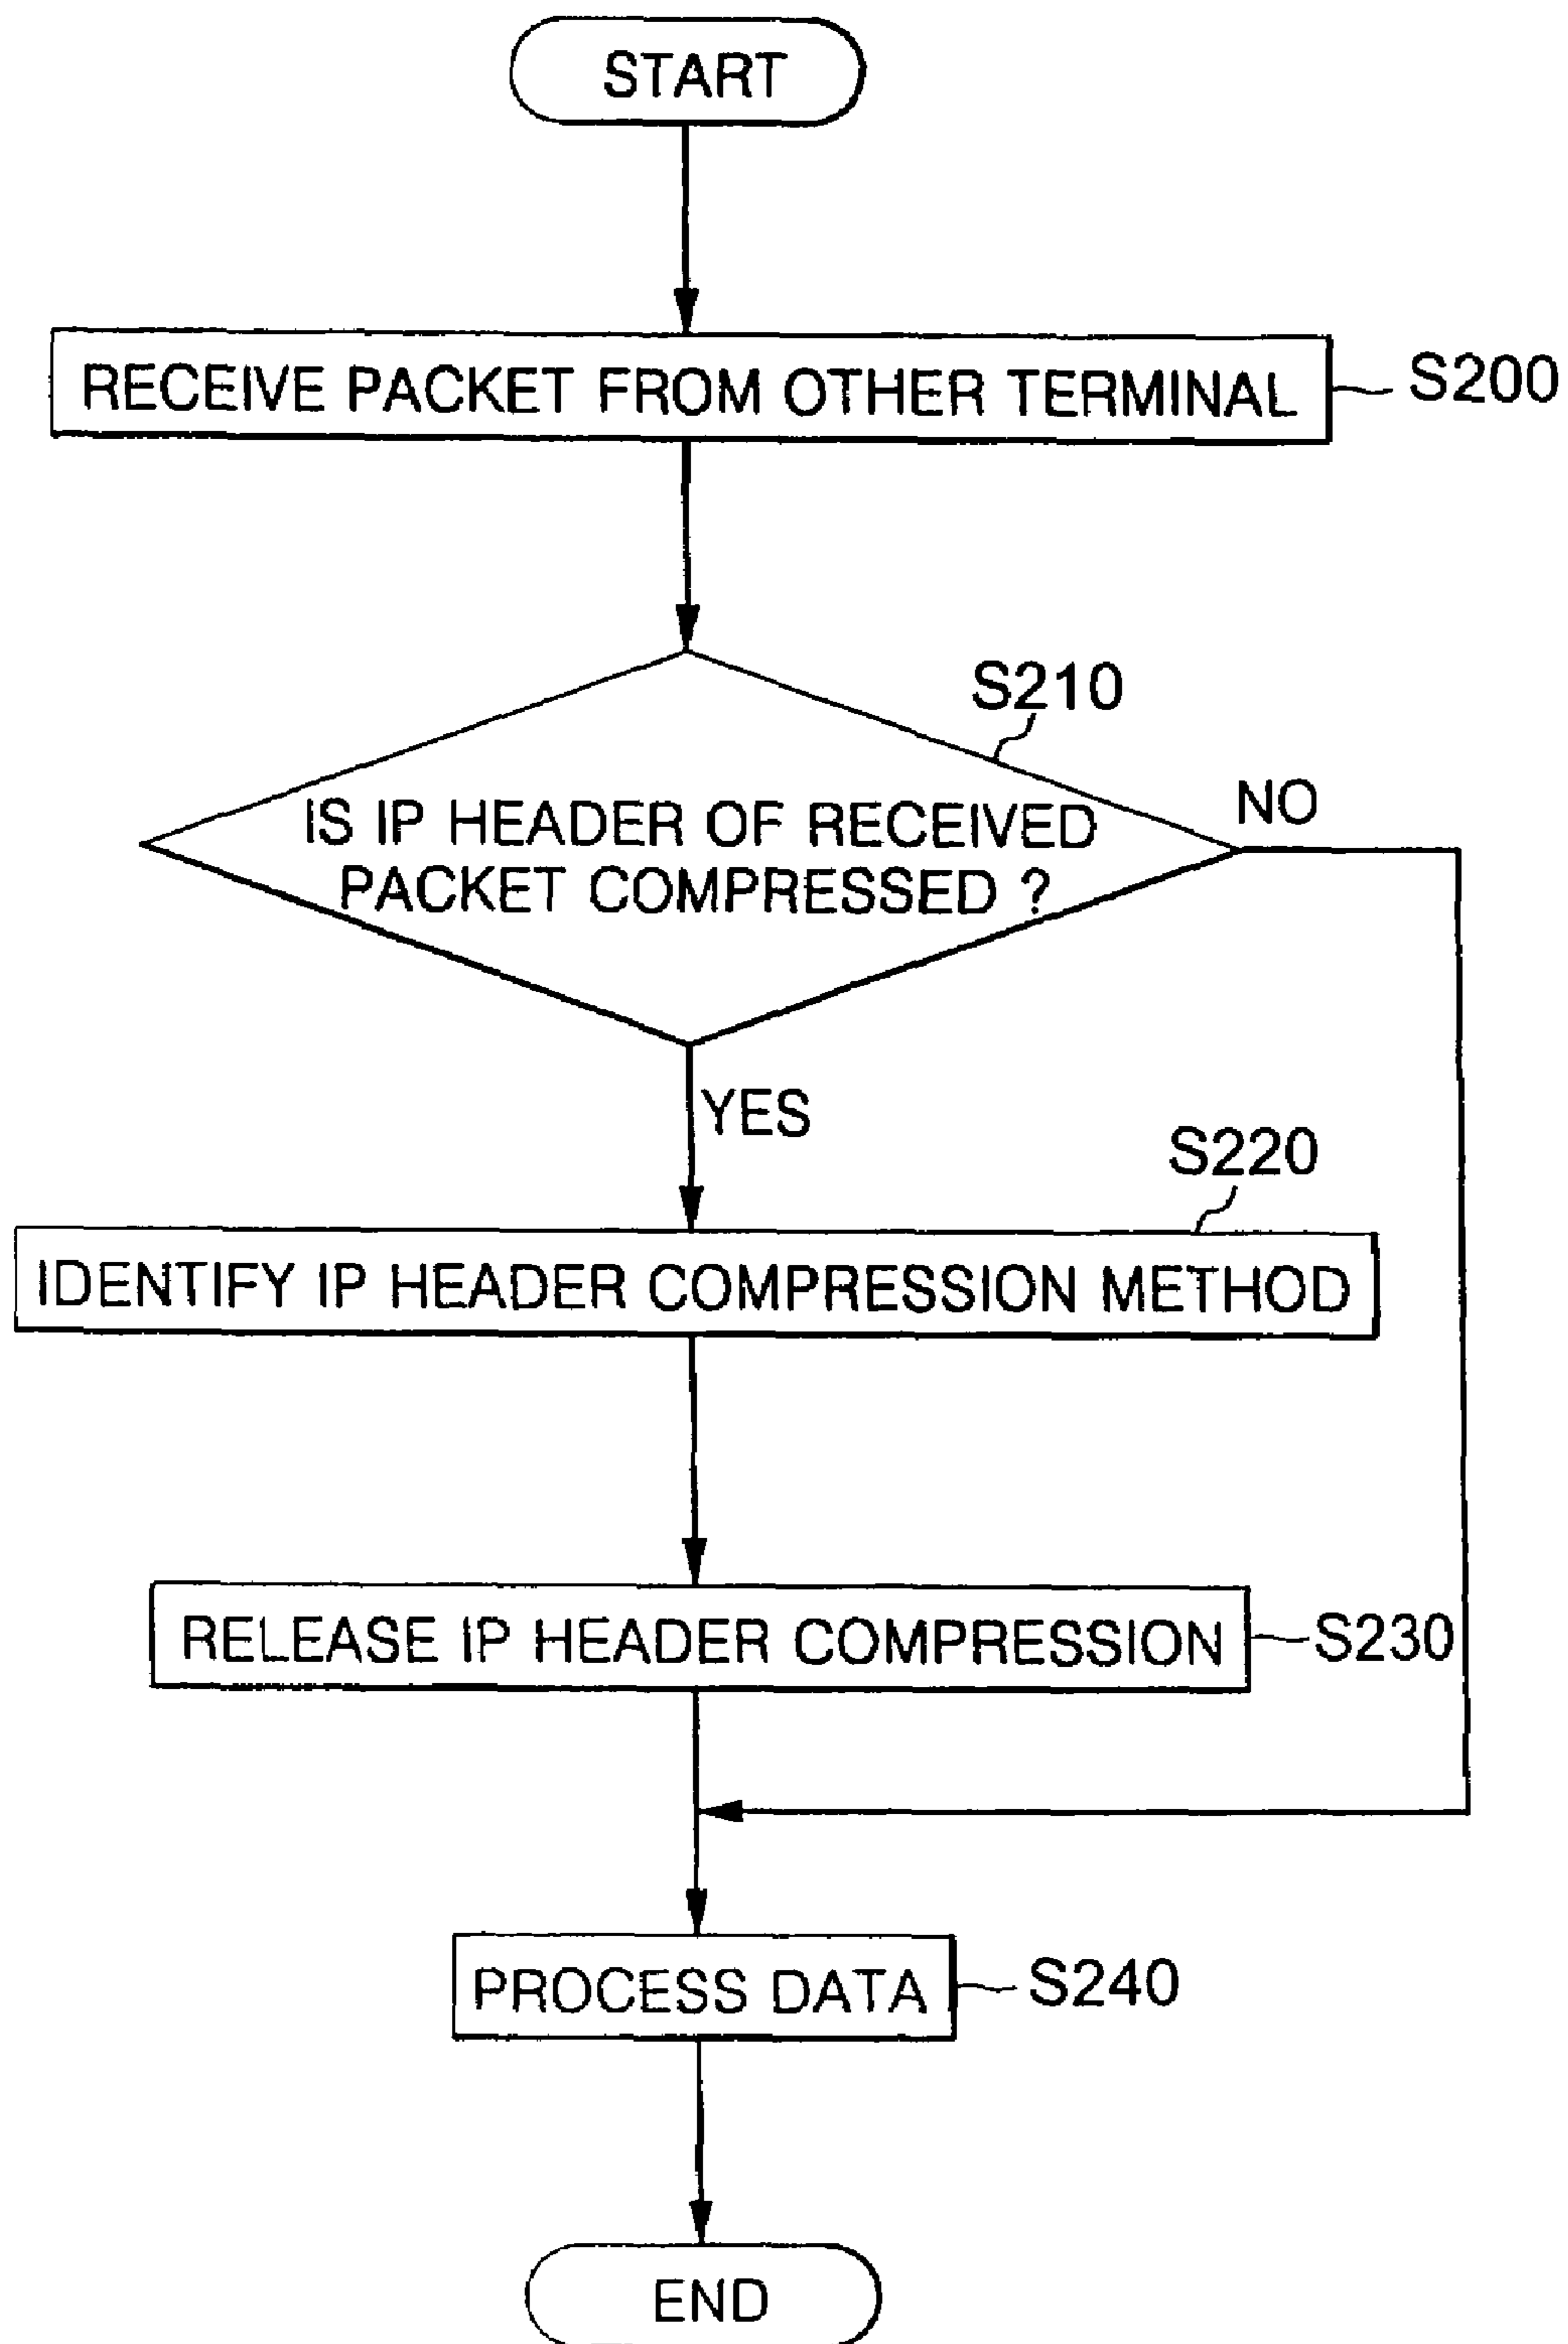 START
RECEIVE PACKET FROM OTHER TERMINAL
S200
S210
IS IP HEADER OF RECEIVED
PACKET COMPRESSED ?
NO
YES
S220
IDENTIFY IP HEADER COMPRESSION METHOD
RELEASE IP HEADER COMPRESSION
S230
PROCESS DATA
S240
END